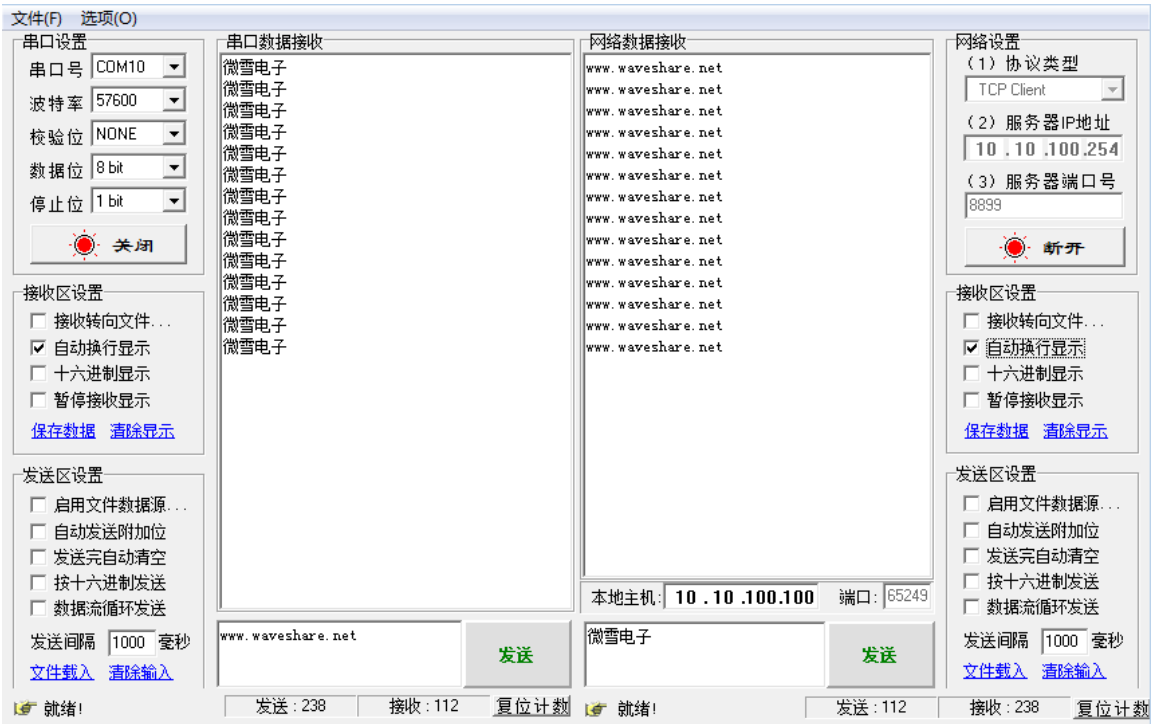 文件(F) 选项(O)
串口设置
串口号 COM10
波特率 57600
校验位 NONE
数据位 8 bit
停止位 1 bit
关闭
接收区设置
接收转向文件...
自动换行显示
十六进制显示
暂停接收显示
保存数据 清除显示
发送区设置
启用文件数据源...
自动发送附加位
发送完自动清空
按十六进制发送
数据流循环发送
发送间隔 1000 毫秒
文件载入 清除输入
就绪!
串口数据接收
微雪电子
微雪电子
微雪电子
微雪电子
微雪电子
微雪电子
微雪电子
微雪电子
微雪电子
微雪电子
微雪电子
微雪电子
微雪电子
微雪电子
www.waveshare.net
发送
发送 : 238 接收 : 112 复位计数
网络数据接收
www.waveshare.net
www.waveshare.net
www.waveshare.net
www.waveshare.net
www.waveshare.net
www.waveshare.net
www.waveshare.net
www.waveshare.net
www.waveshare.net
www.waveshare.net
www.waveshare.net
www.waveshare.net
www.waveshare.net
www.waveshare.net
本地主机: 10 .10 .100.100 端口: 65249
微雪电子
发送
就绪!
发送 : 112 接收 : 238 复位计数
网络设置
(1) 协议类型
TCP Client
(2) 服务器IP地址
10 .10 .100.254
(3) 服务器端口号
8899
断开
接收区设置
接收转向文件...
自动换行显示
十六进制显示
暂停接收显示
保存数据 清除显示
发送区设置
启用文件数据源...
自动发送附加位
发送完自动清空
按十六进制发送
数据流循环发送
发送间隔 1000 毫秒
文件载入 清除输入